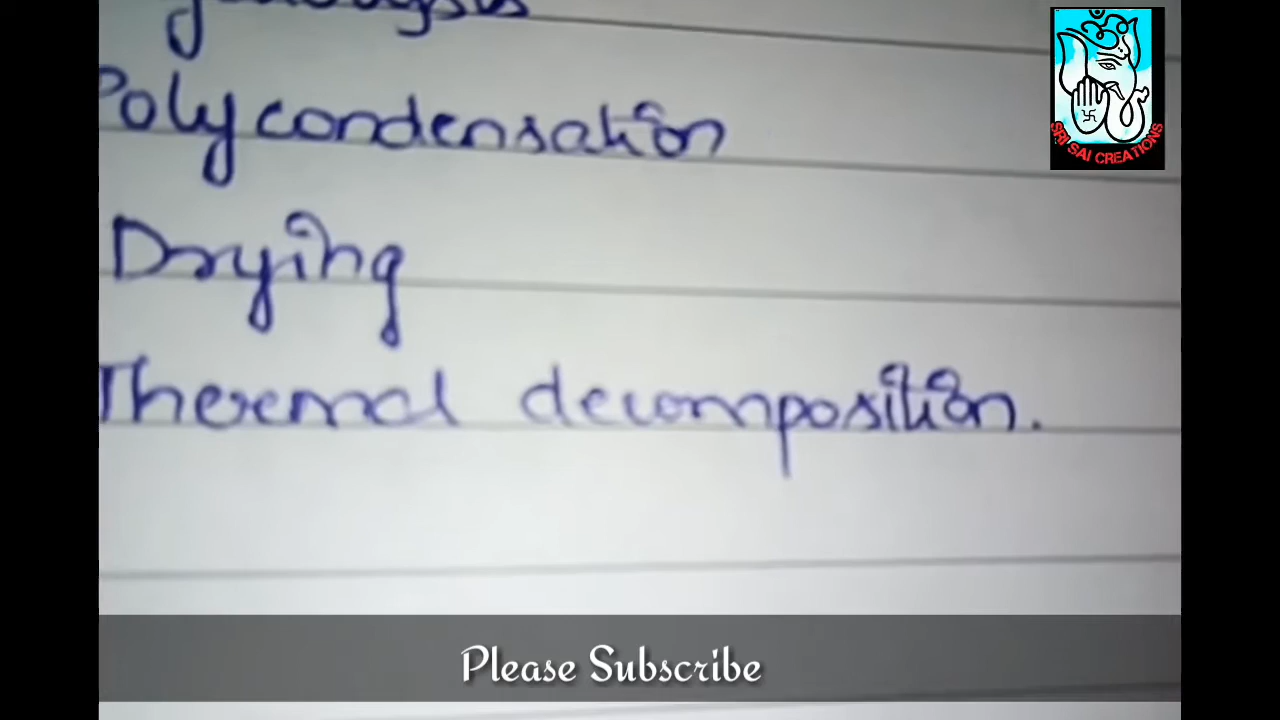 Polycondensation
Drying
Thermal decomposition.
SRI SAI CREATIONS
Please Subscribe